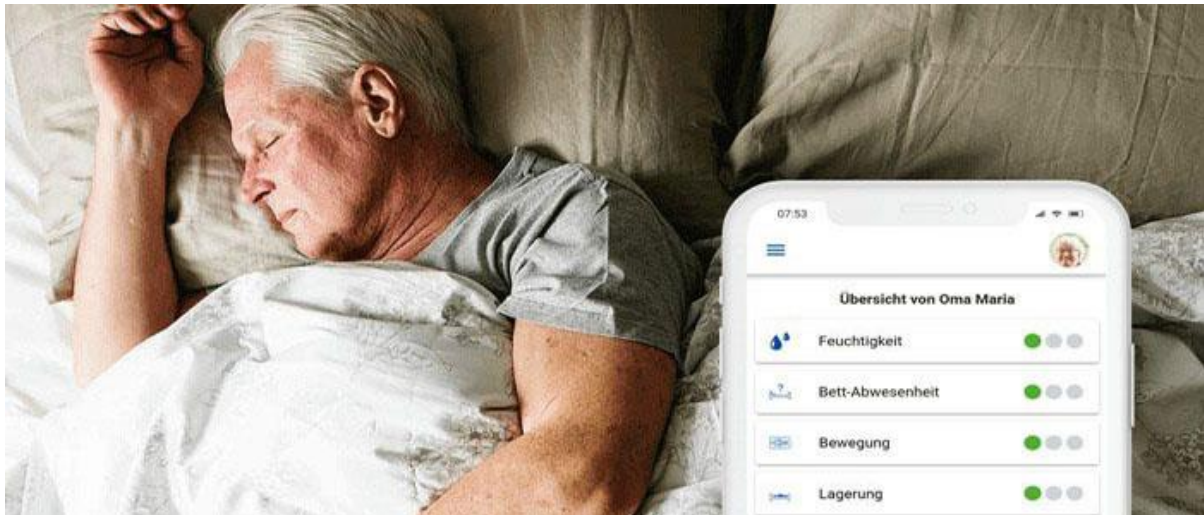 07:53
Übersicht von Oma Maria
Feuchtigkeit
Bett-Abwesenheit
Bewegung
Lagerung